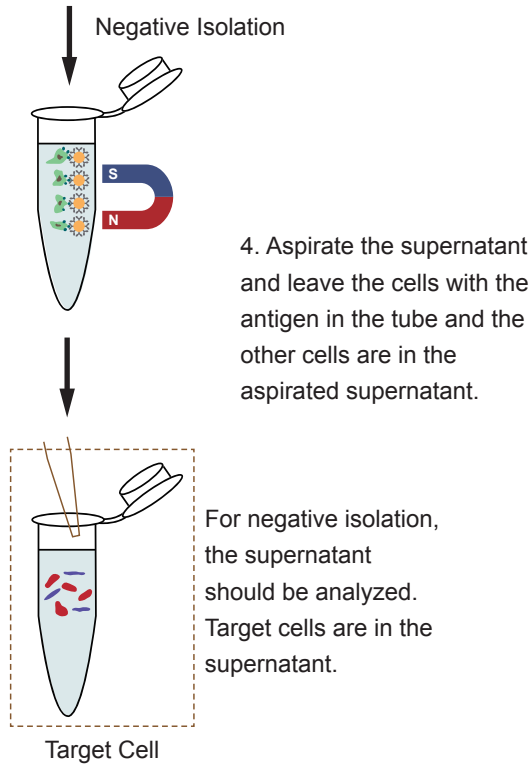 Negative Isolation
S
N
4. Aspirate the supernatant
and leave the cells with the
antigen in the tube and the
other cells are in the
aspirated supernatant.
For negative isolation,
the supernatant
should be analyzed.
Target cells are in the
supernatant.
Target Cell